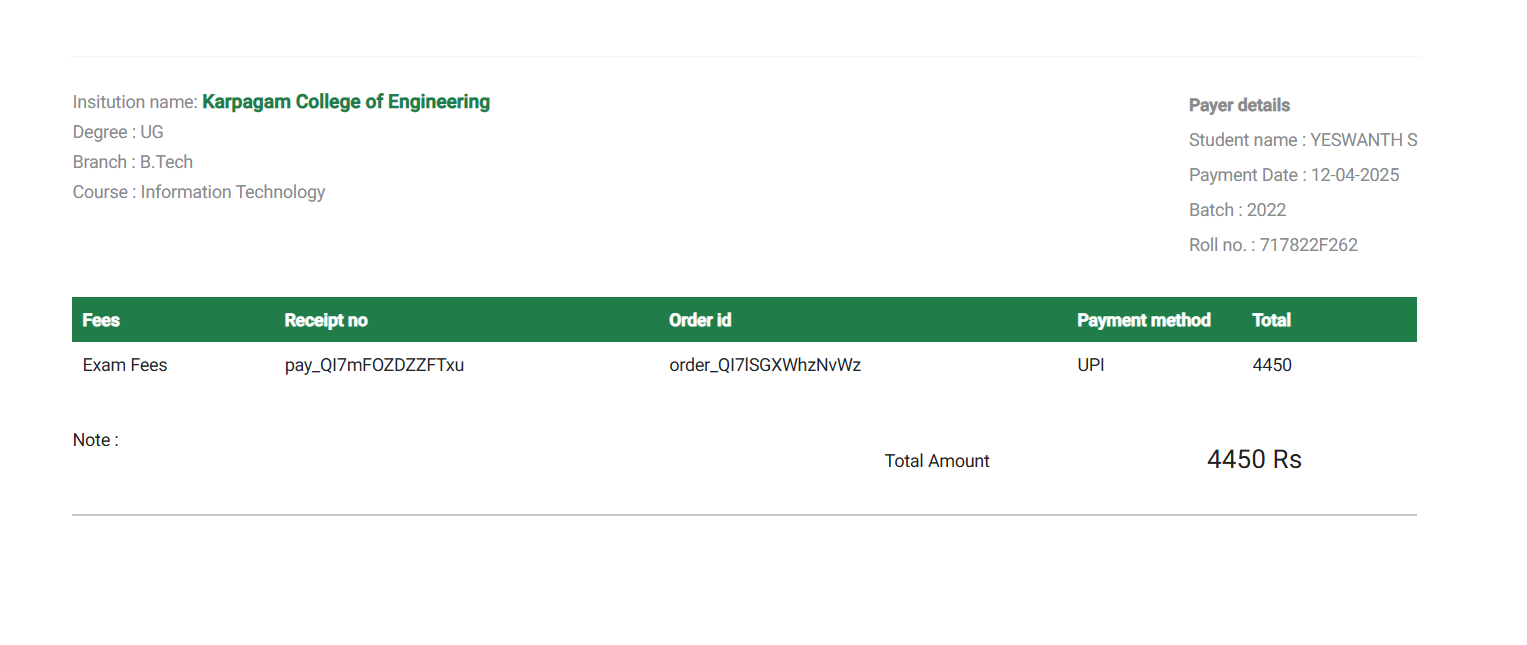 Insitution name: Karpagam College of Engineering
Degree : UG
Branch : B.Tech
Course : Information Technology
Payer details
Student name : YESWANTH S
Payment Date : 12-04-2025
Batch : 2022
Roll no. : 717822F262
Fees Receipt no Order id Payment method Total
Exam Fees pay_QI7mFOZDZZFTxu order_QI7lSGXWhzNvWz UPI 4450
Note :
Total Amount 4450 Rs